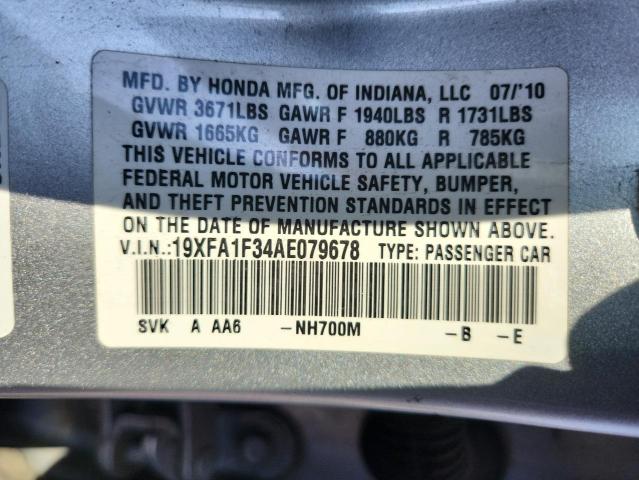 MFD. BY HONDA MFG. OF INDIANA, LLC 07/'10
GVWR 3671LBS GAWR F 1940LBS R 1731LBS
GVWR 1665KG GAWR F 880KG R 785KG
THIS VEHICLE CONFORMS TO ALL APPLICABLE
FEDERAL MOTOR VEHICLE SAFETY, BUMPER,
AND THEFT PREVENTION STANDARDS IN EFFECT
ON THE DATE OF MANUFACTURE SHOWN ABOVE.
V.I.N.:19XFA1F34AE079678 TYPE: PASSENGER CAR
SVK A AA6 -NH700M -B -E